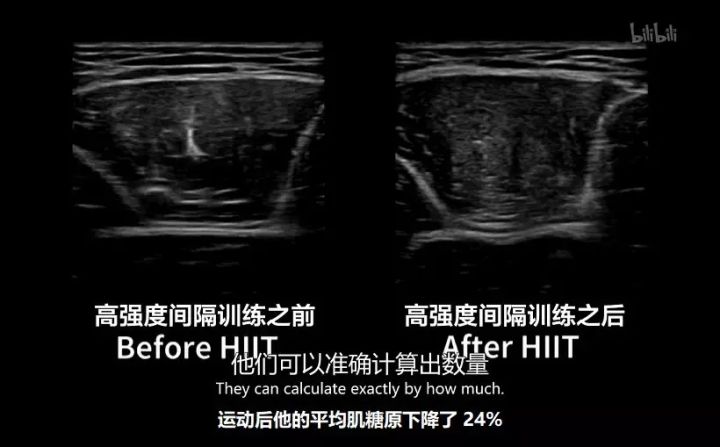 bilibili
高强度间隔训练之前
高强度间隔训练之后
Before HIIT
After HIIT
他们可以准确计算出数量
They can calculate exactly by how much.
运动后他的平均肌糖原下降了 24%